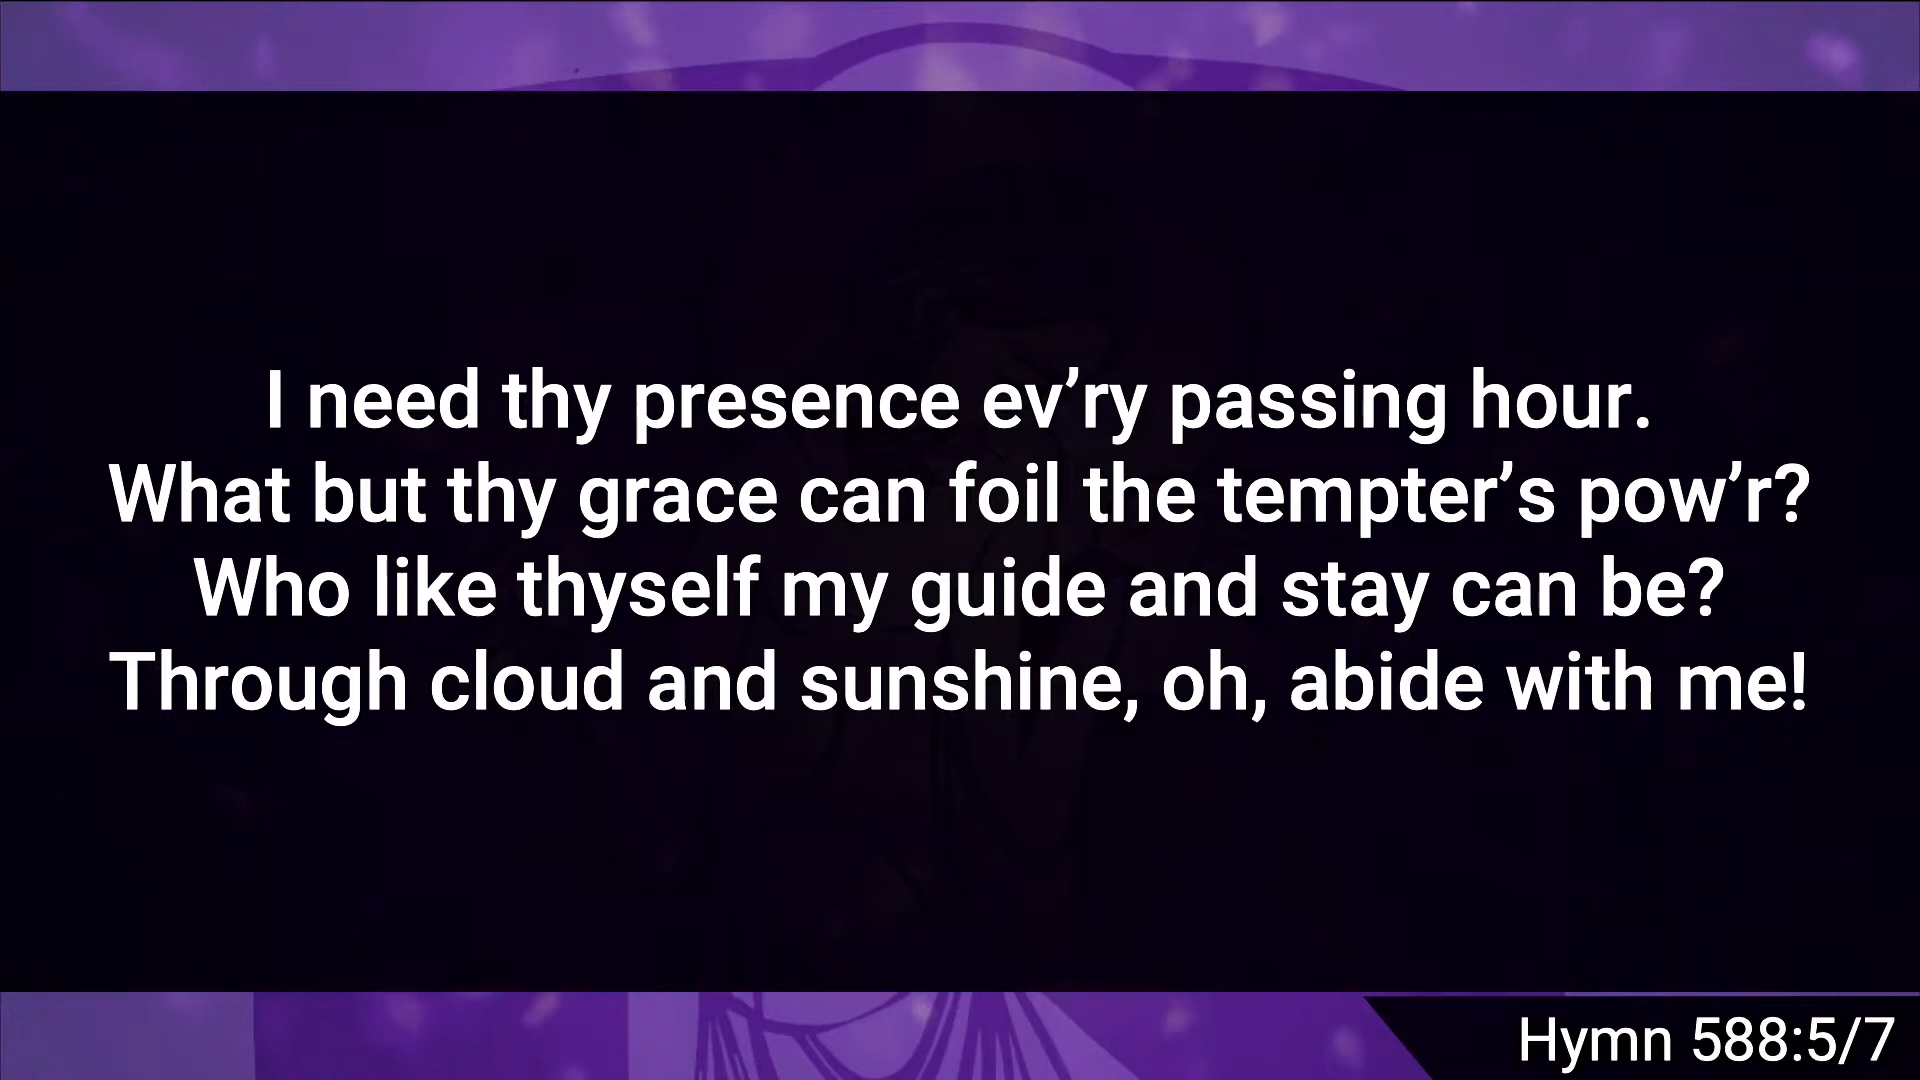 I need thy presence ev’ry passing hour.
What but thy grace can foil the tempter’s pow’r?
Who like thyself my guide and stay can be?
Through cloud and sunshine, oh, abide with me!
Hymn 588:5/7